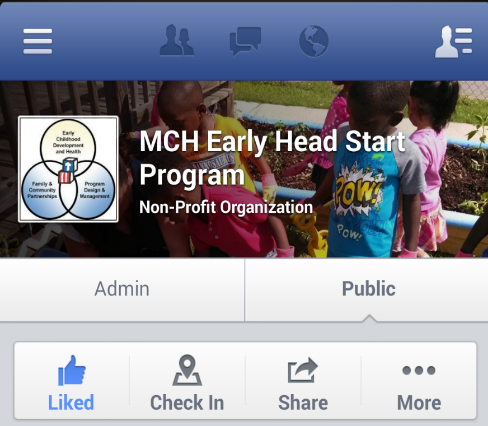 MCH Early Head Start
Program
Non-Profit Organization
Early
Childhood
Development
and Health
Family &
Community
Partnerships
Program
Design &
Management
POW!
POW!
Admin
Public
Liked
Check In
Share
More